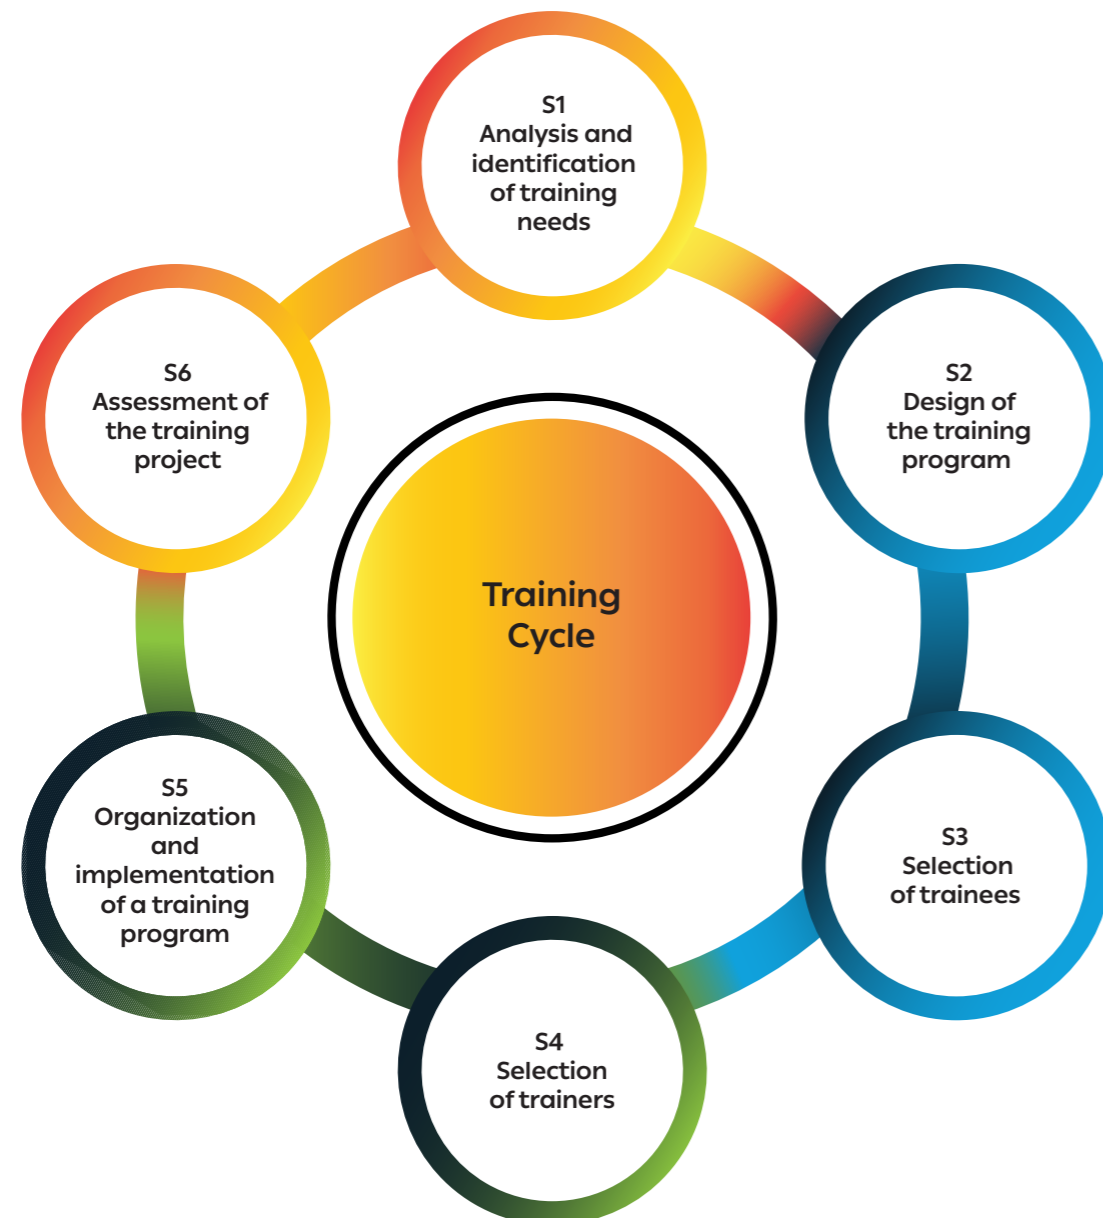 S1
Analysis and
identification
of training
needs
S2
Design of
the training
program
S3
Selection
of trainees
S4
Selection
of trainers
S5
Organization
and
implementation
of a training
program
S6
Assessment of
the training
project
Training
Cycle